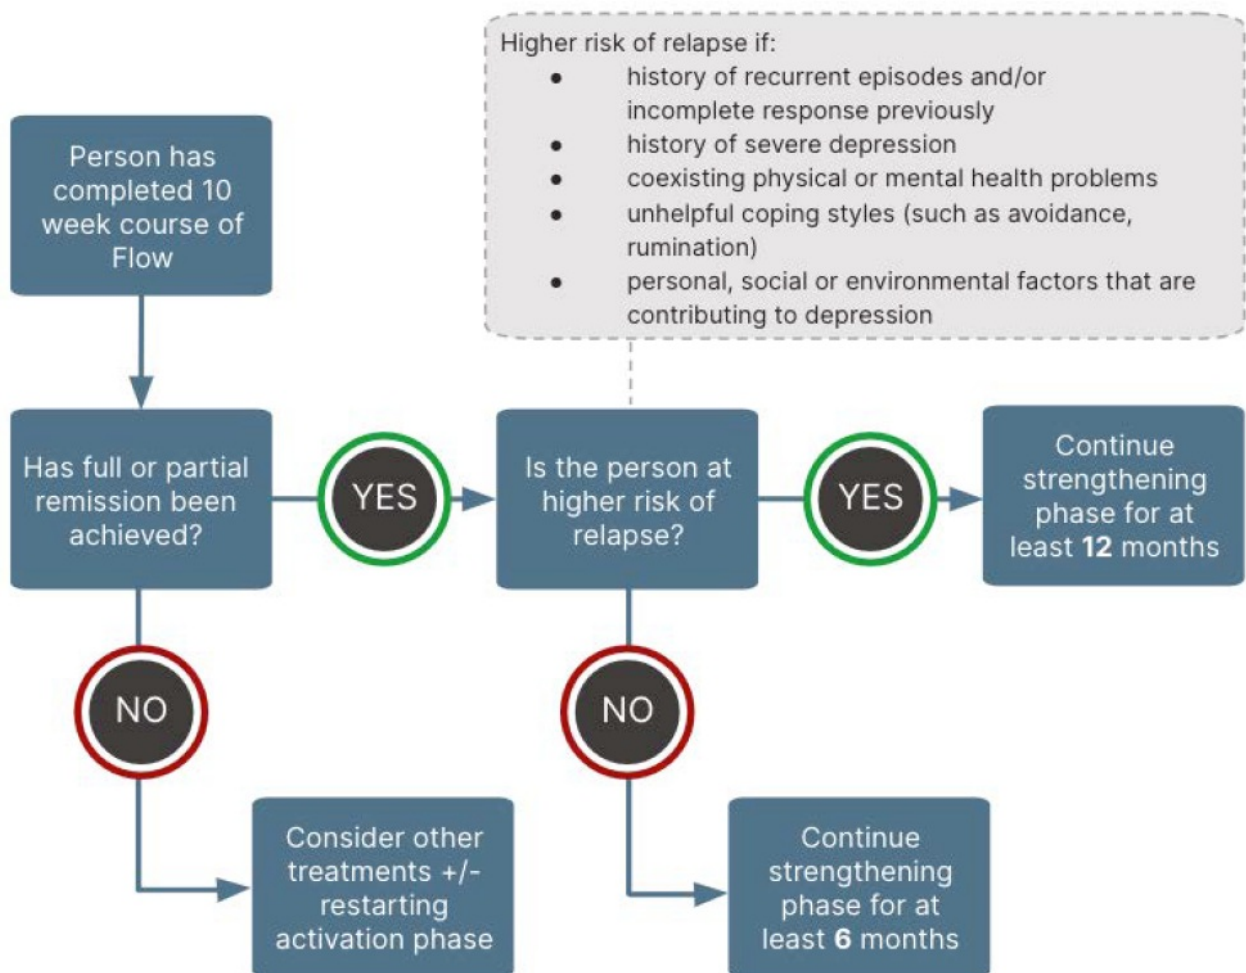 Higher risk of relapse if:
● history of recurrent episodes and/or
incomplete response previously
● history of severe depression
● coexisting physical or mental health problems
● unhelpful coping styles (such as avoidance,
rumination)
● personal, social or environmental factors that are
contributing to depression
Person has
completed 10
week course of
Flow
Has full or partial
remission been
achieved?
YES
Is the person at
higher risk of
relapse?
YES
Continue
strengthening
phase for at
least 12 months
NO
NO
Consider other
treatments +/-
restarting
activation phase
Continue
strengthening
phase for at
least 6 months